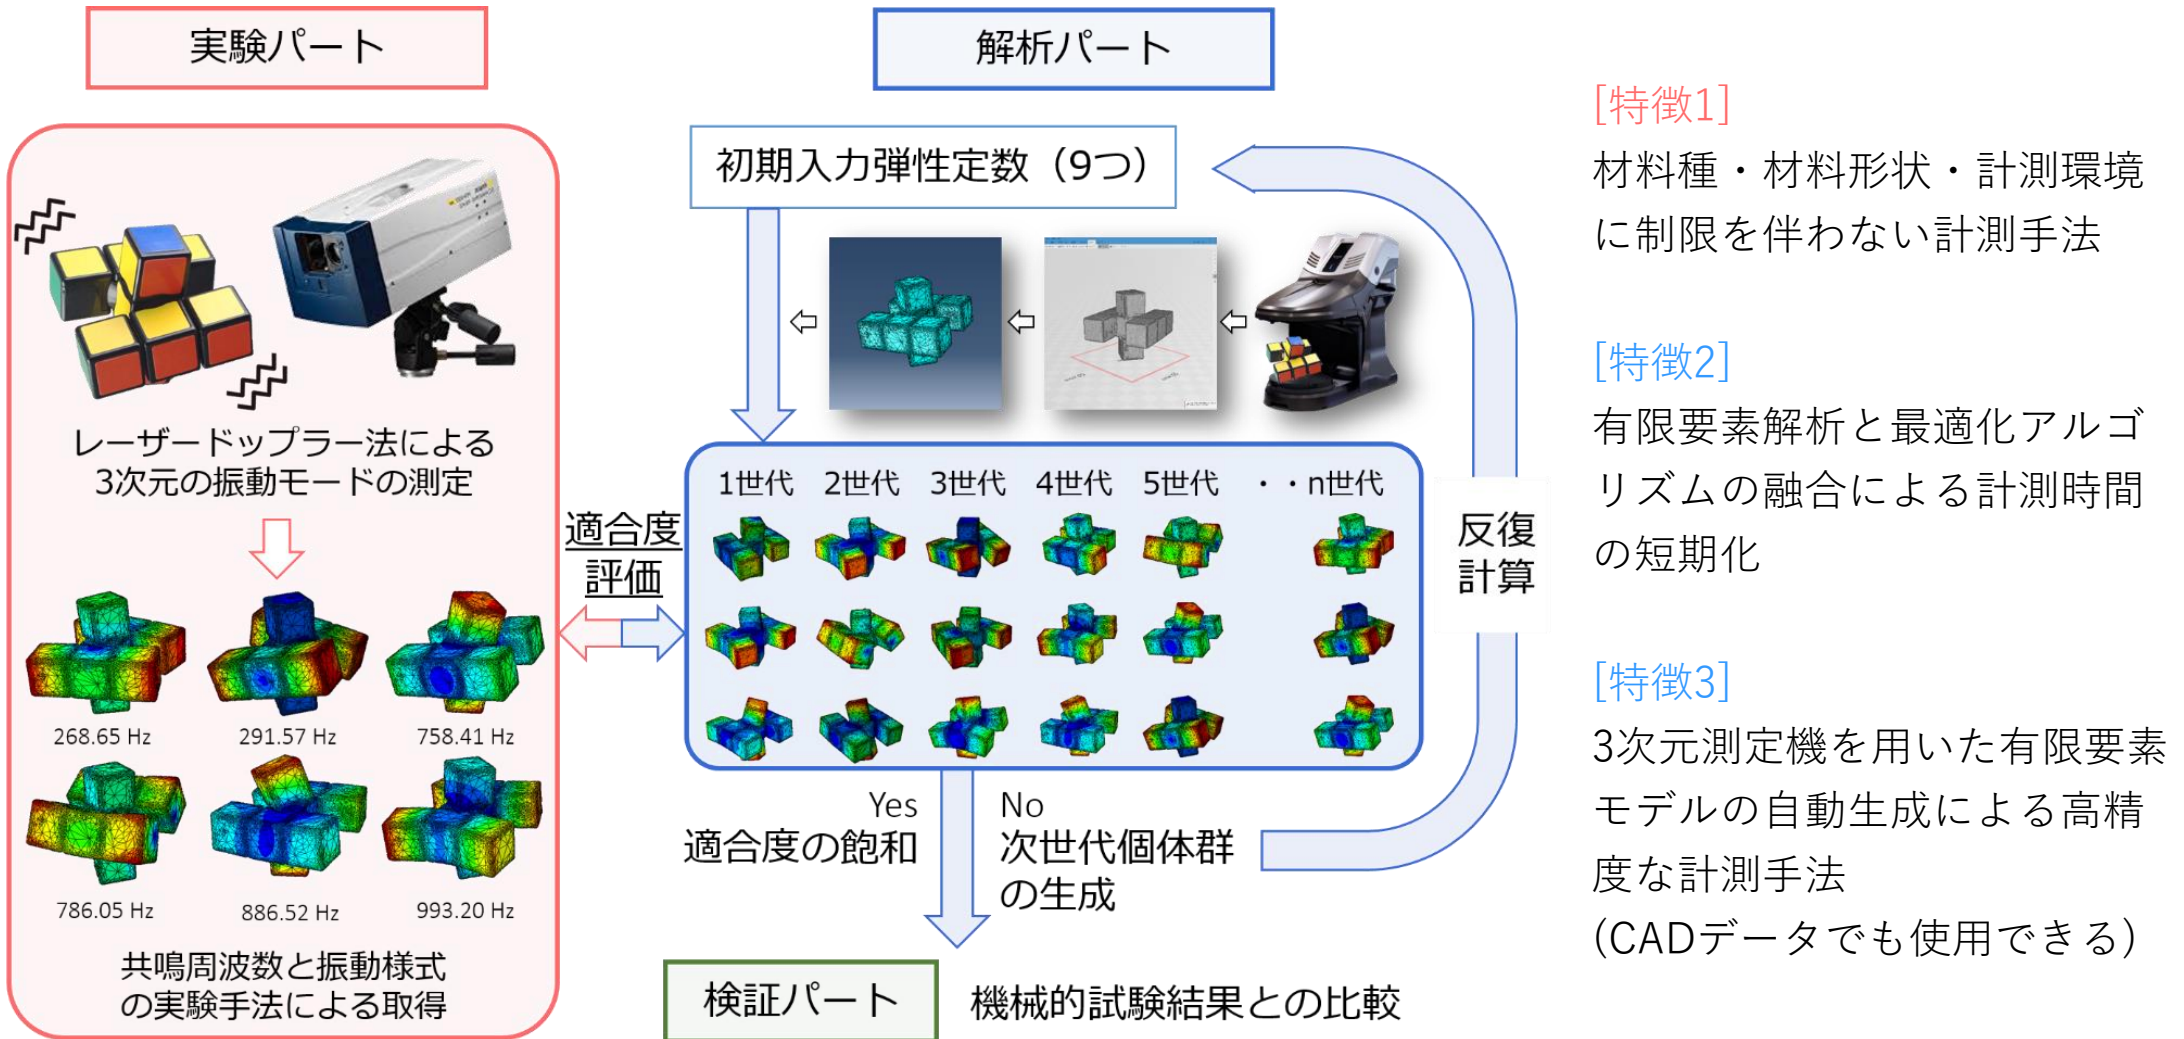 実験パート
レーザードップラー法による
3次元の振動モードの測定
268.65 Hz
291.57 Hz
758.41 Hz
786.05 Hz
886.52 Hz
993.20 Hz
共鳴周波数と振動様式
の実験手法による取得
適合度
評価
解析パート
初期入力弾性定数（9つ）
1世代 2世代 3世代 4世代 5世代 ・・n世代
反復
計算
Yes
適合度の飽和
No
次世代個体群
の生成
検証パート
機械的試験結果との比較
[特徴1]
材料種・材料形状・計測環境
に制限を伴わない計測手法
[特徴2]
有限要素解析と最適化アルゴ
リズムの融合による計測時間
の短期化
[特徴3]
3次元測定機を用いた有限要素
モデルの自動生成による高精
度な計測手法
(CADデータでも使用できる)